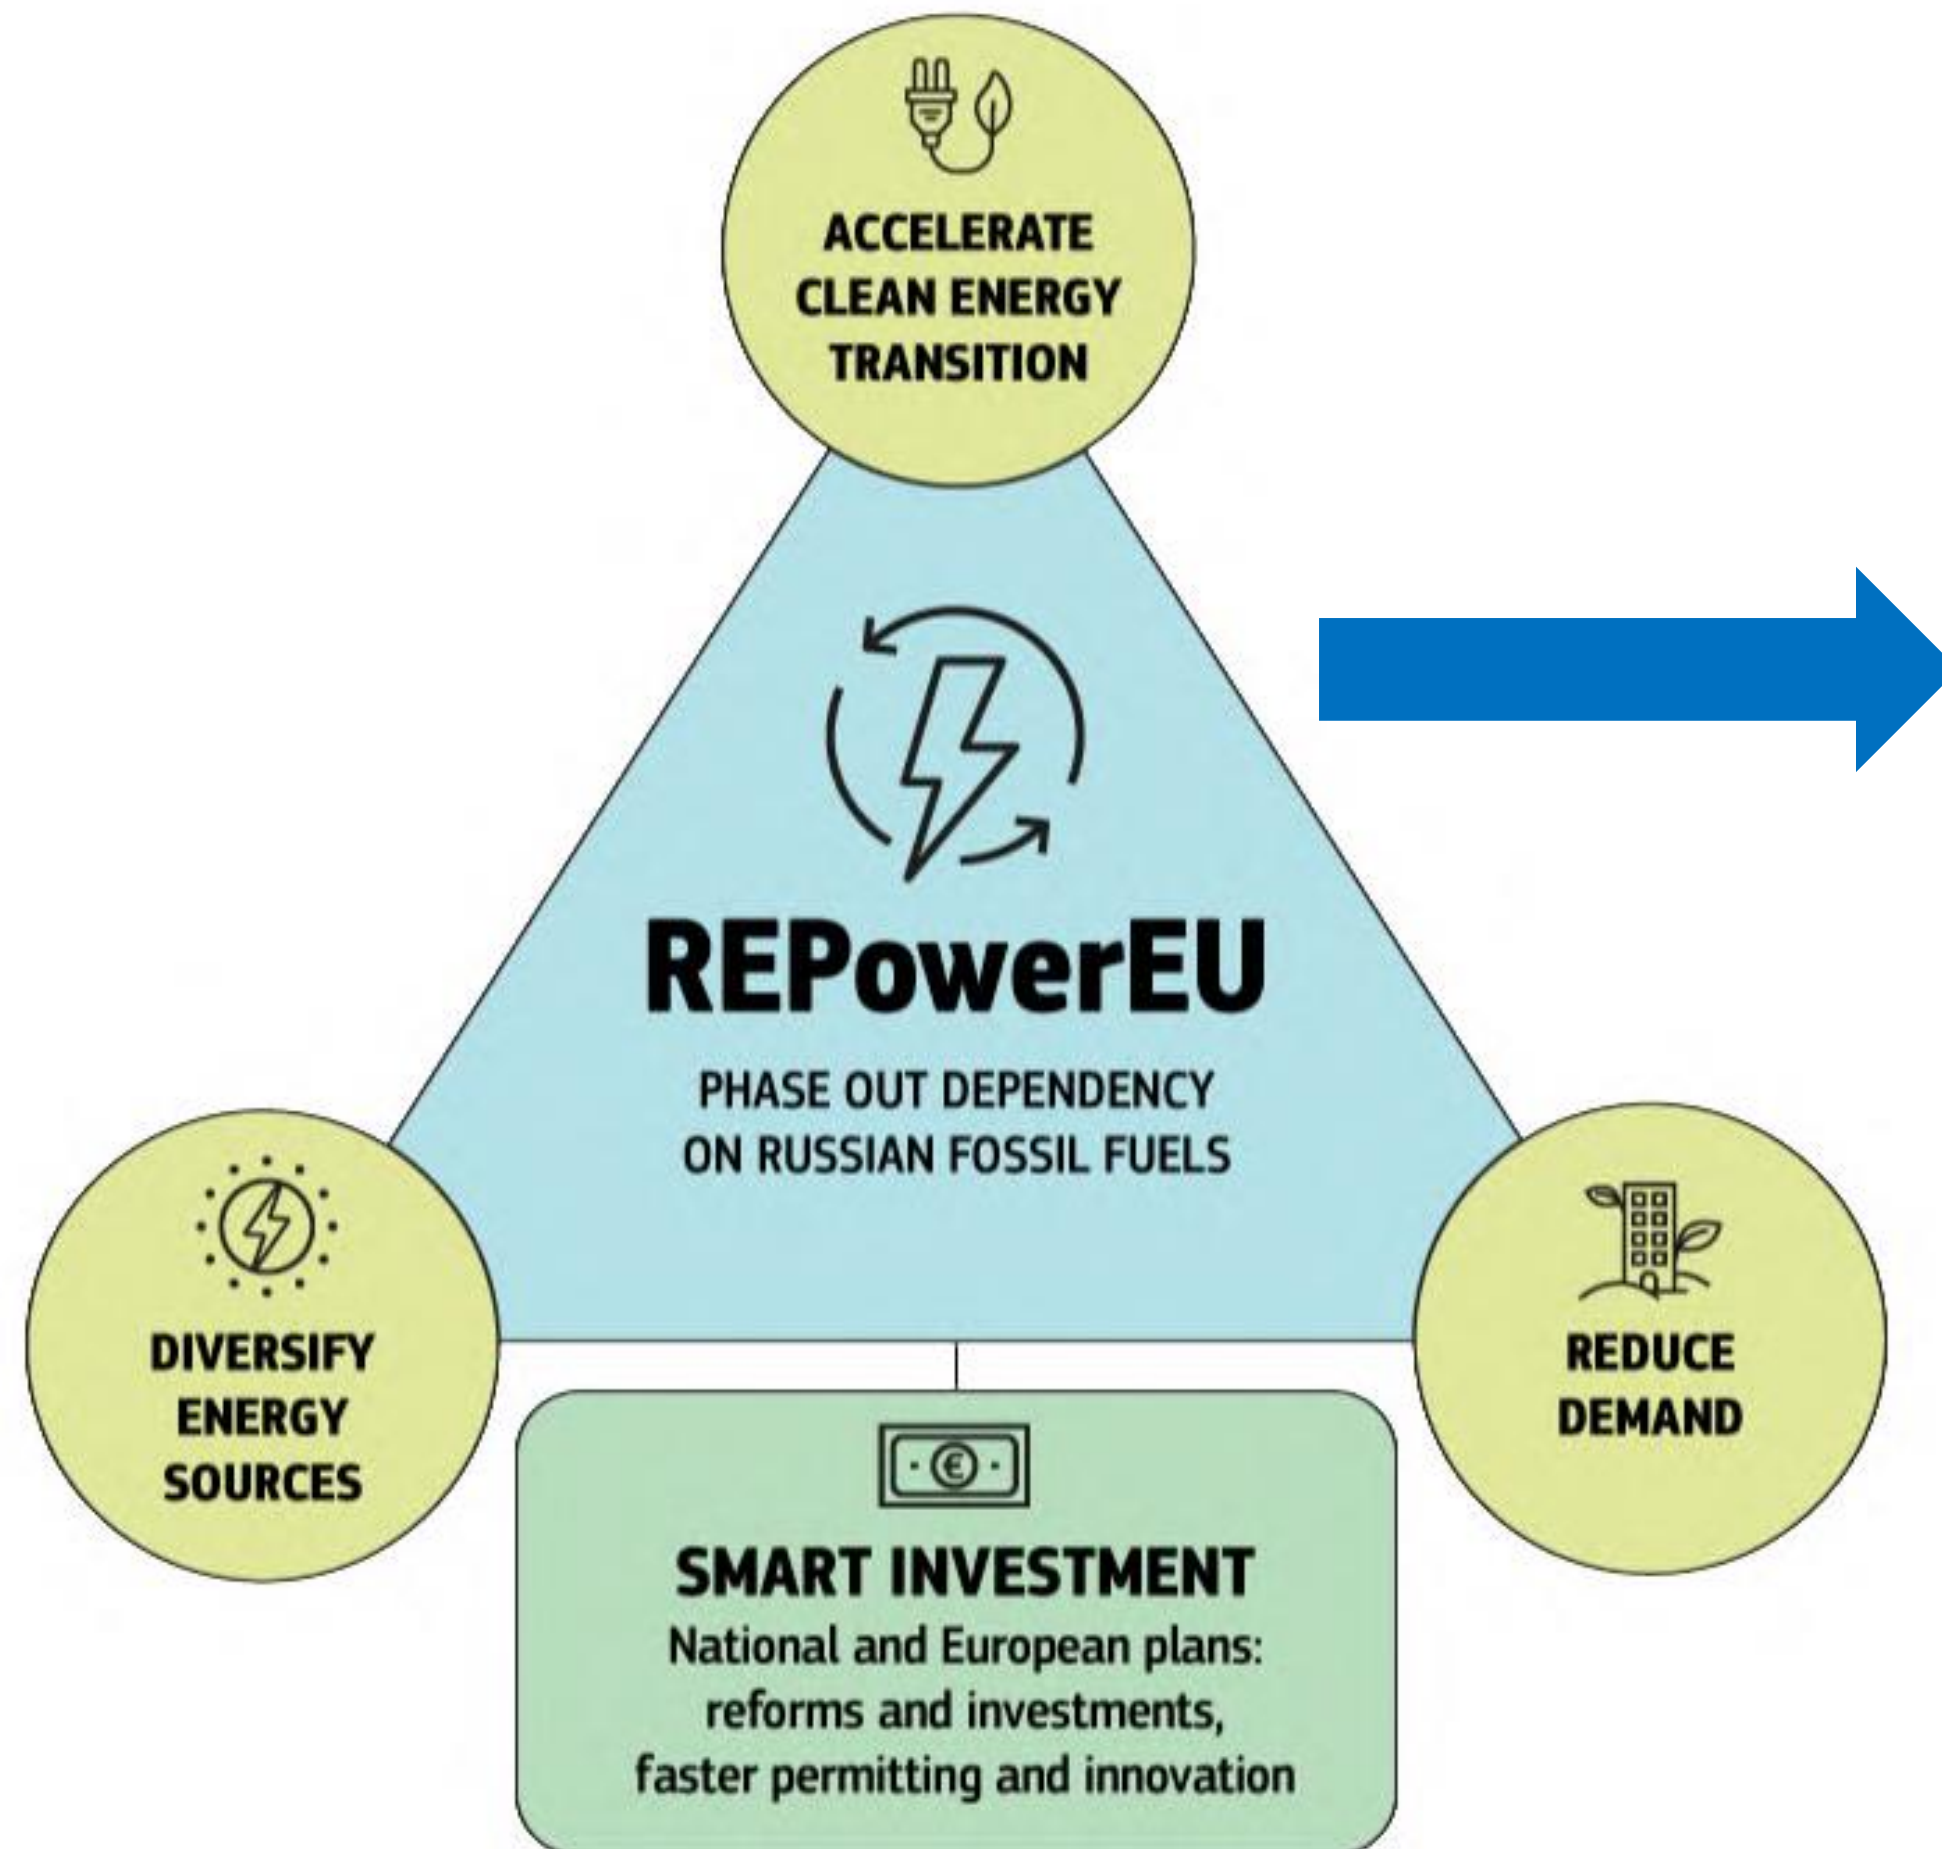 ACCELERATE
CLEAN ENERGY
TRANSITION
REPowerEU
PHASE OUT DEPENDENCY
ON RUSSIAN FOSSIL FUELS
DIVERSIFY
ENERGY
SOURCES
REDUCE
DEMAND
€
SMART INVESTMENT
National and European plans:
reforms and investments,
faster permitting and innovation